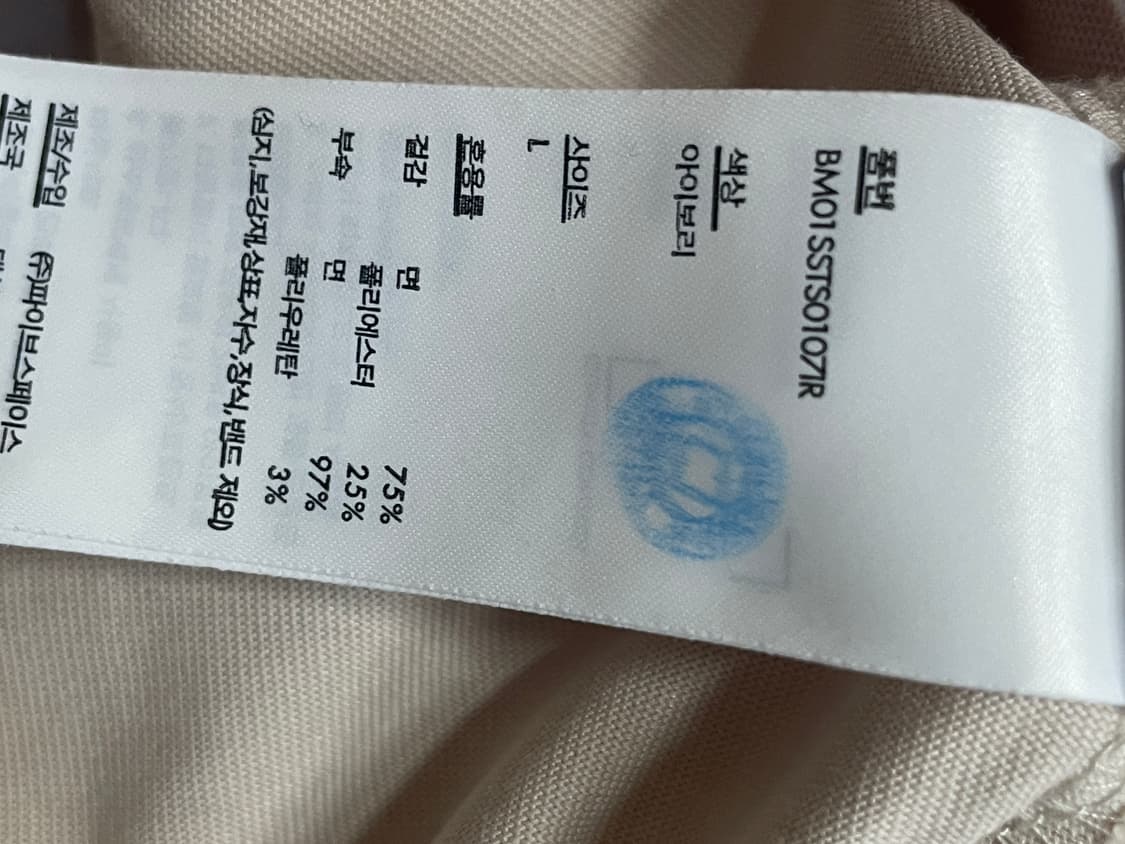 품번
BM01SSTS0107IR
색상
아이보리
사이즈
L
혼용률
겉감 면 75%
폴리에스터 25%
부속 면 97%
폴리우레탄 3%
(심지,보강재,상표,자수,장식,밴드 제외)
제조/수입 ㈜파이브스페이스
제조국